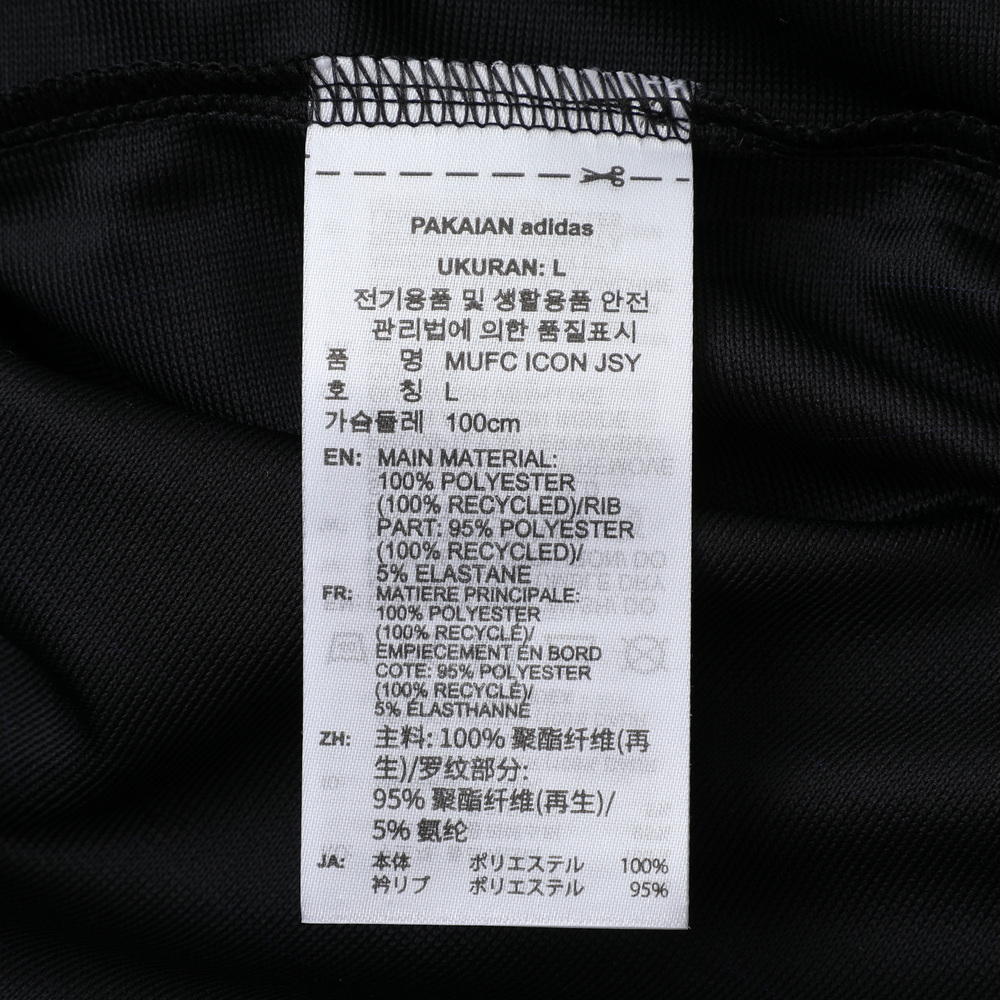 PAKAIAN adidas
UKURAN: L
전기용품 및 생활용품 안전
관리법에 의한 품질표시
품 명 MUFC ICON JSY
호 칭 L
가슴둘레 100cm
EN: MAIN MATERIAL:
100% POLYESTER
(100% RECYCLED)/RIB
PART: 95% POLYESTER
(100% RECYCLED)/
5% ELASTANE
FR: MATIERE PRINCIPALE:
100% POLYESTER
(100% RECYCLÉ)/
EMPIECEMENT EN BORD
COTE: 95% POLYESTER
(100% RECYCLÉ)/
5% ÉLASTHANNE
ZH: 主料: 100% 聚酯纤维(再
生)/罗纹部分:
95% 聚酯纤维(再生)/
5% 氨纶
JA: 本体 ポリエステル 100%
衿リブ ポリエステル 95%